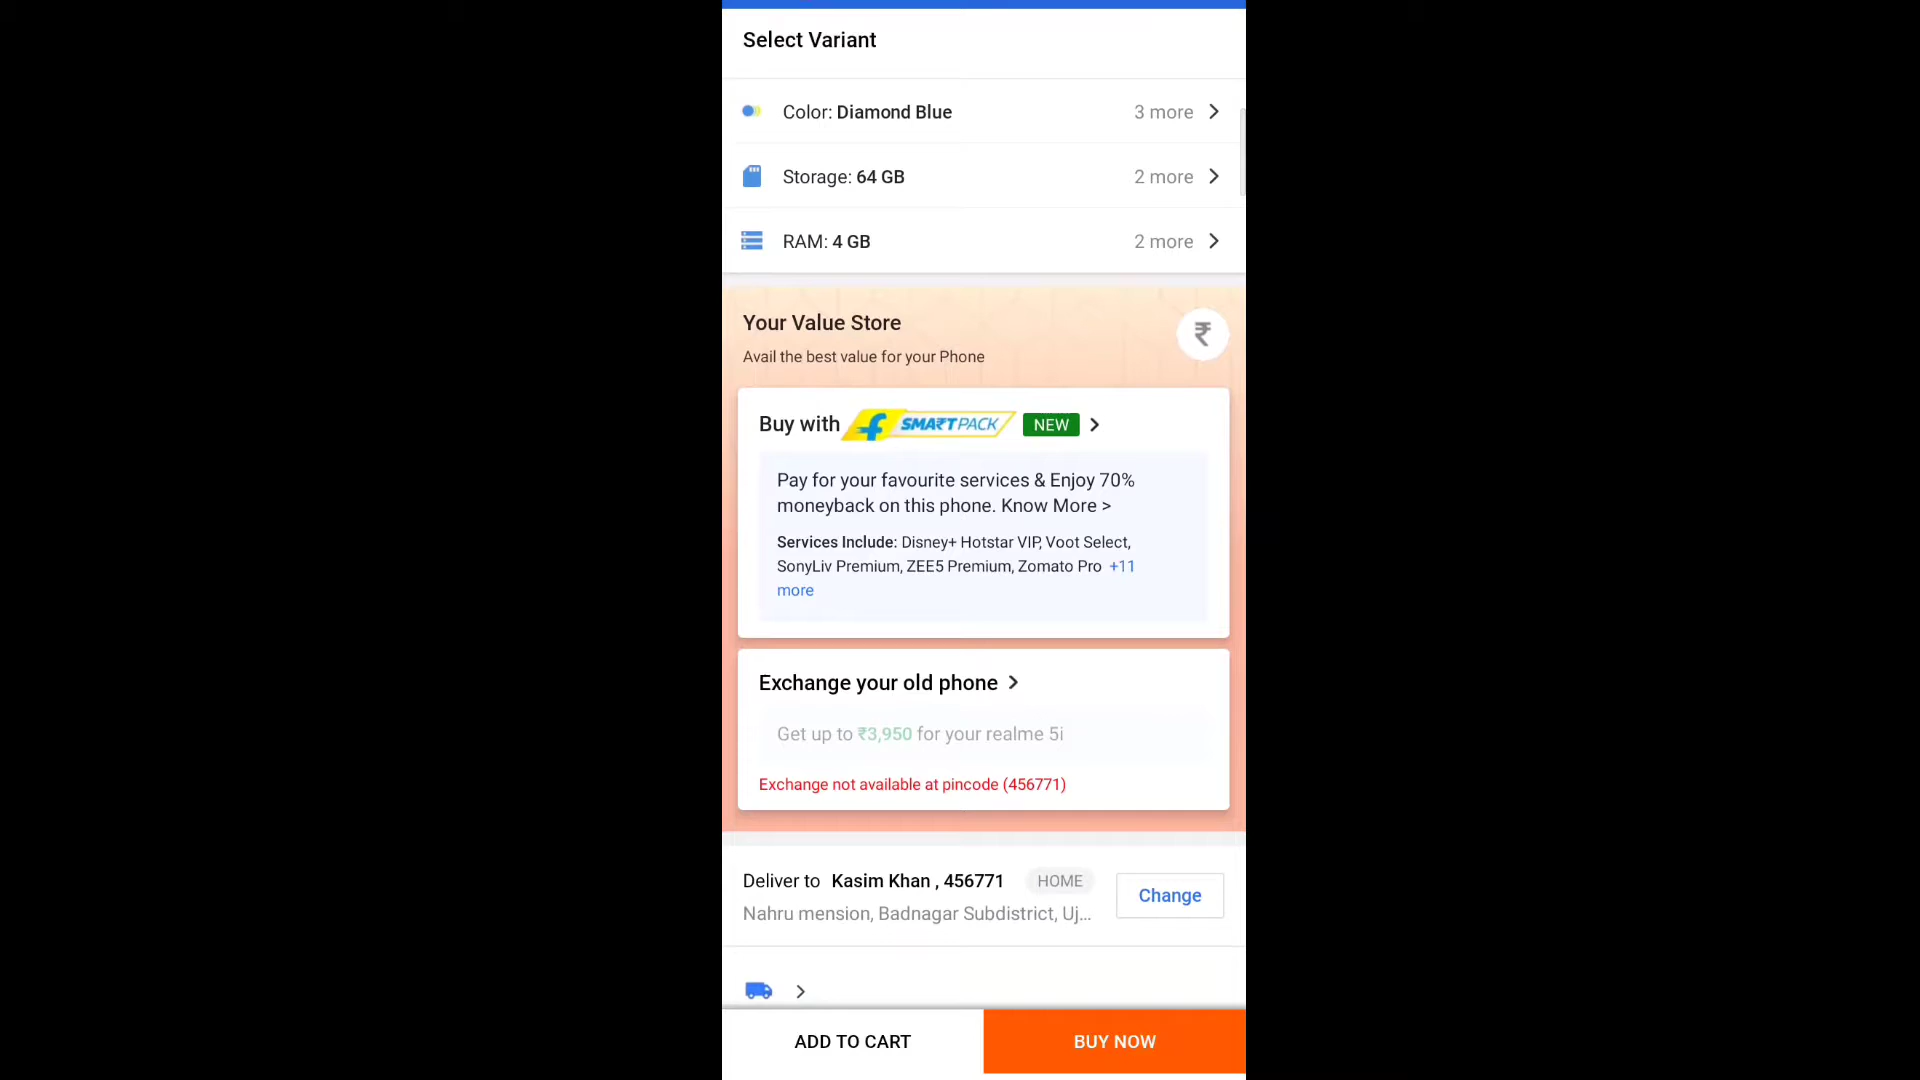 Select Variant
Color: Diamond Blue 3 more
Storage: 64 GB 2 more
RAM: 4 GB 2 more
Your Value Store
₹
Avail the best value for your Phone
Buy with f SMA₹TPACK NEW
Pay for your favourite services & Enjoy 70%
moneyback on this phone. Know More >
Services Include: Disney+ Hotstar VIP, Voot Select,
SonyLiv Premium, ZEE5 Premium, Zomato Pro +11
more
Exchange your old phone
Get up to ₹3,950 for your realme 5i
Exchange not available at pincode (456771)
Deliver to Kasim Khan , 456771 HOME
Change
Nahru mension, Badnagar Subdistrict, Uj...
ADD TO CART BUY NOW